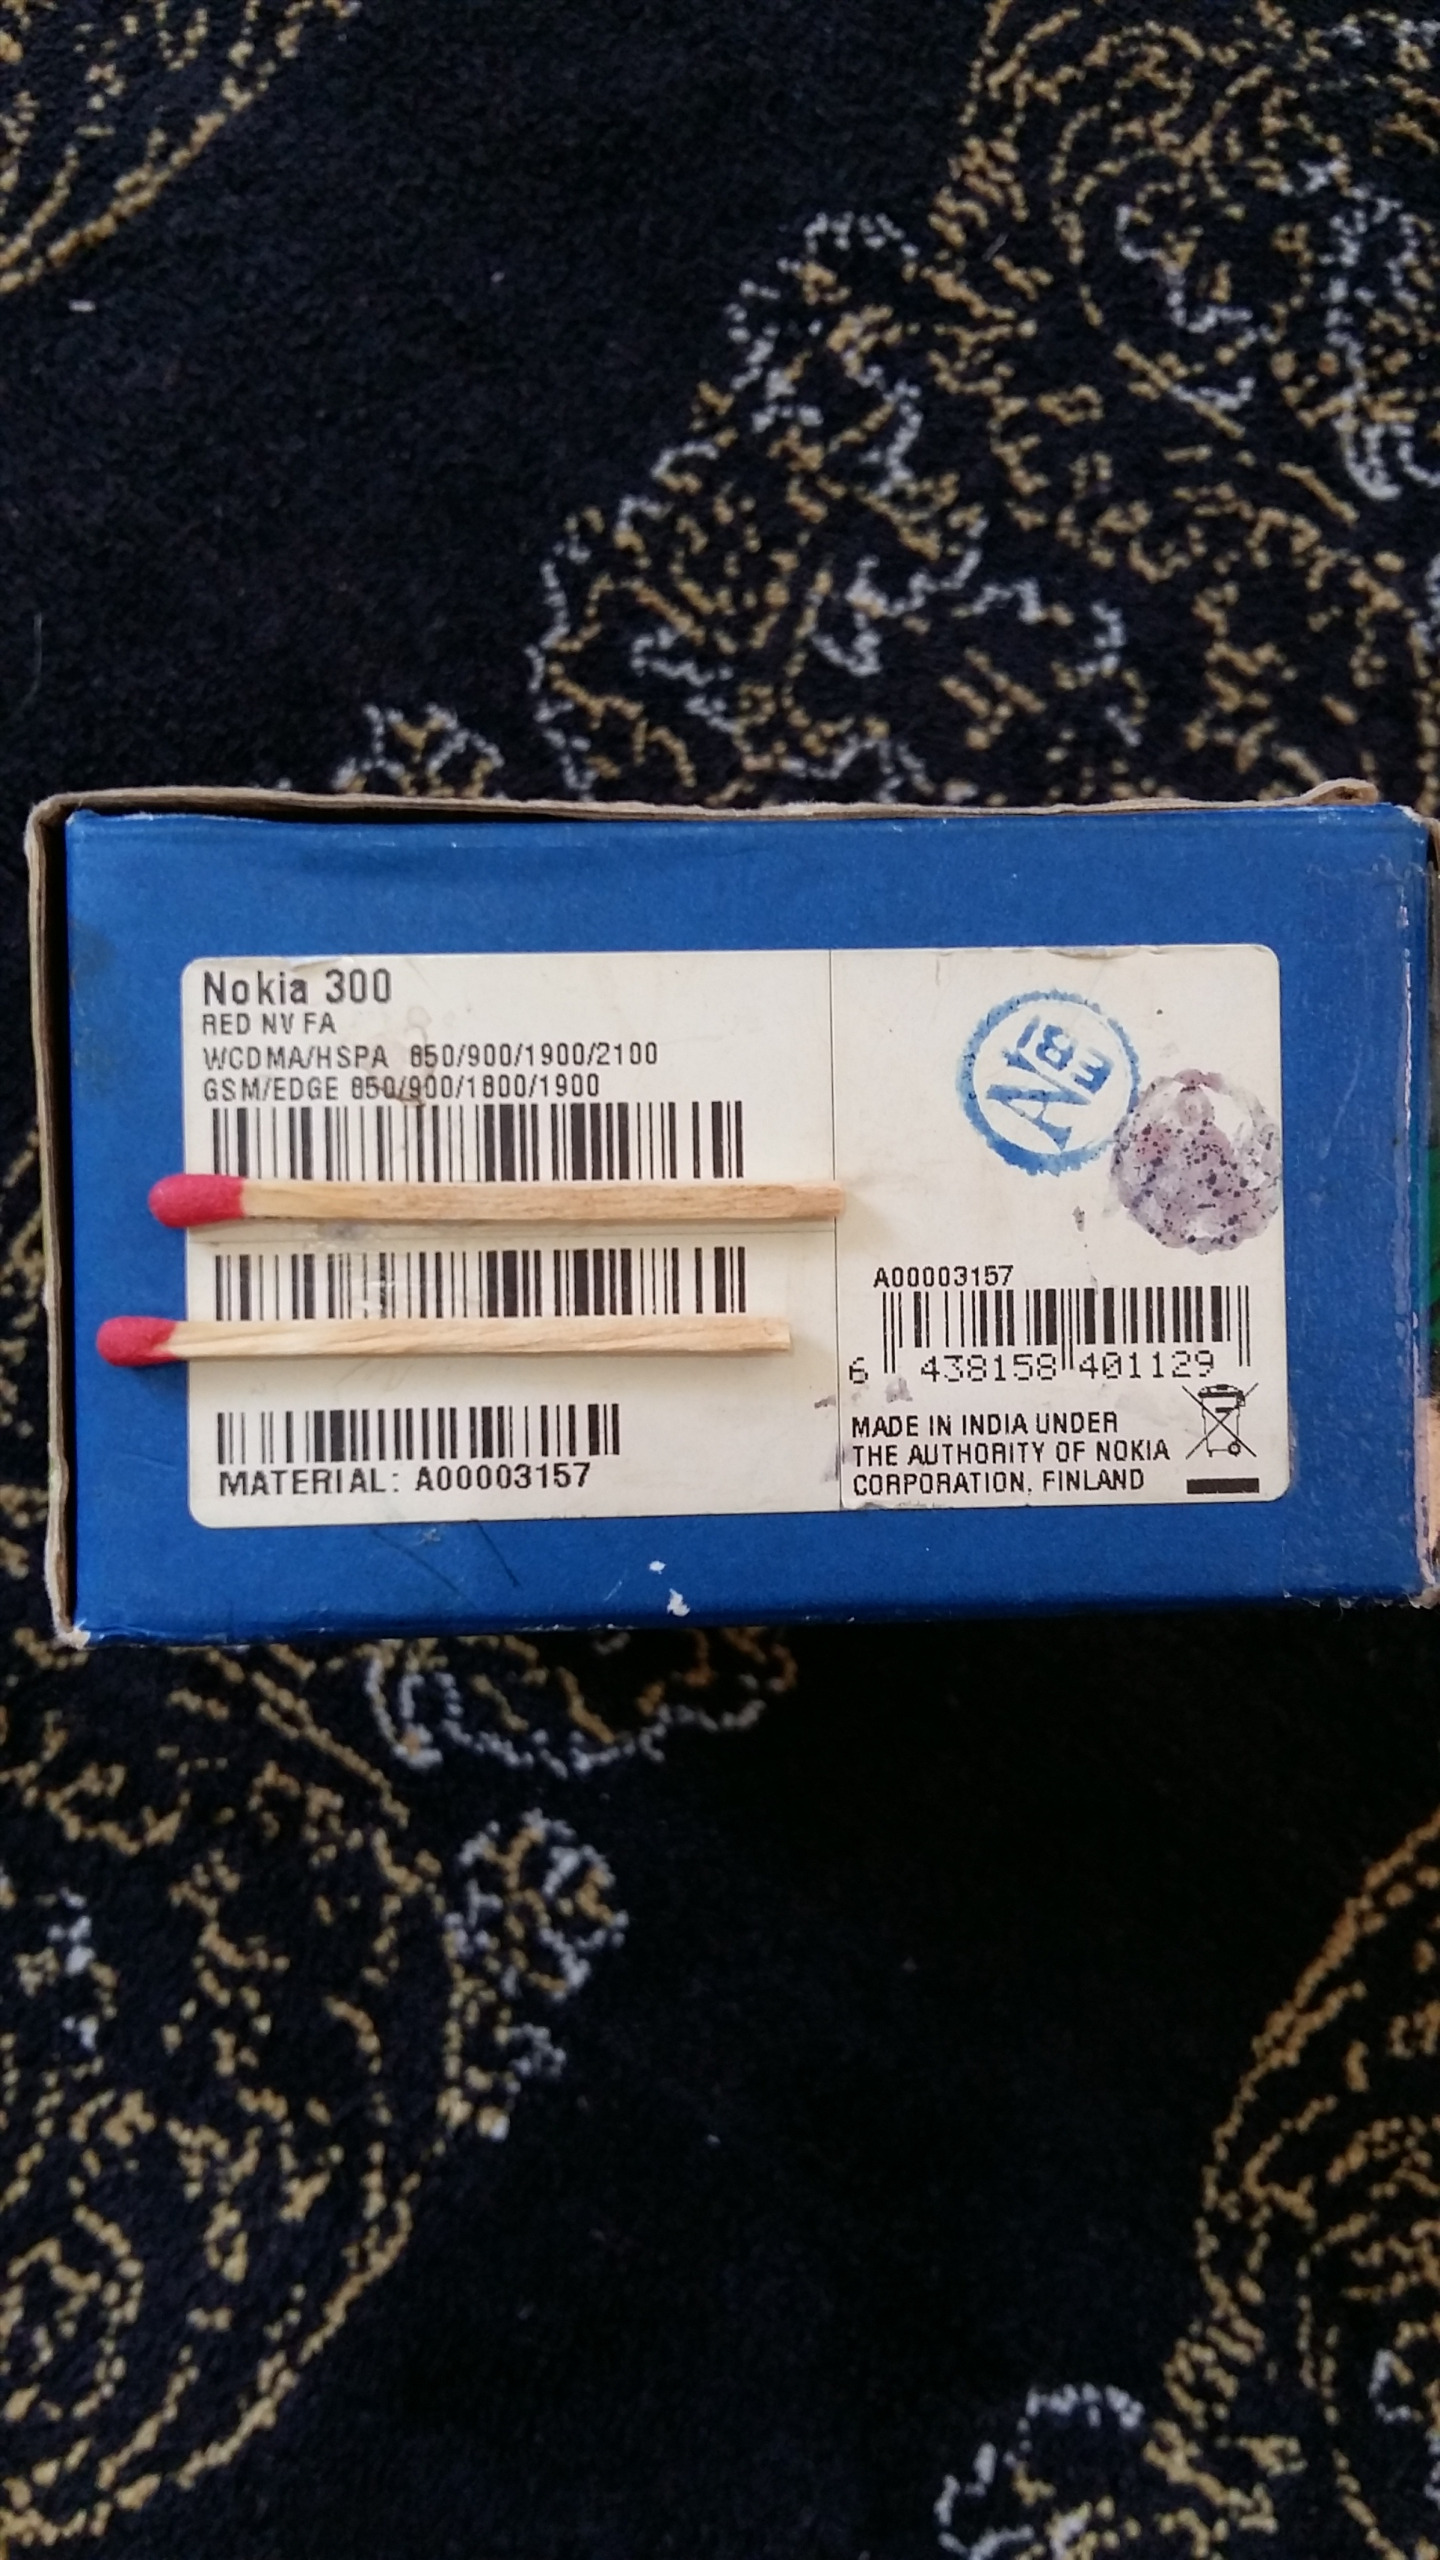 Nokia 300
RED NV FA
WCDMA/HSPA 850/900/1900/2100
GSM/EDGE 850/900/1800/1900
MATERIAL: A00003157
183
A00003157
6 438158 401129
MADE IN INDIA UNDER
THE AUTHORITY OF NOKIA
CORPORATION, FINLAND